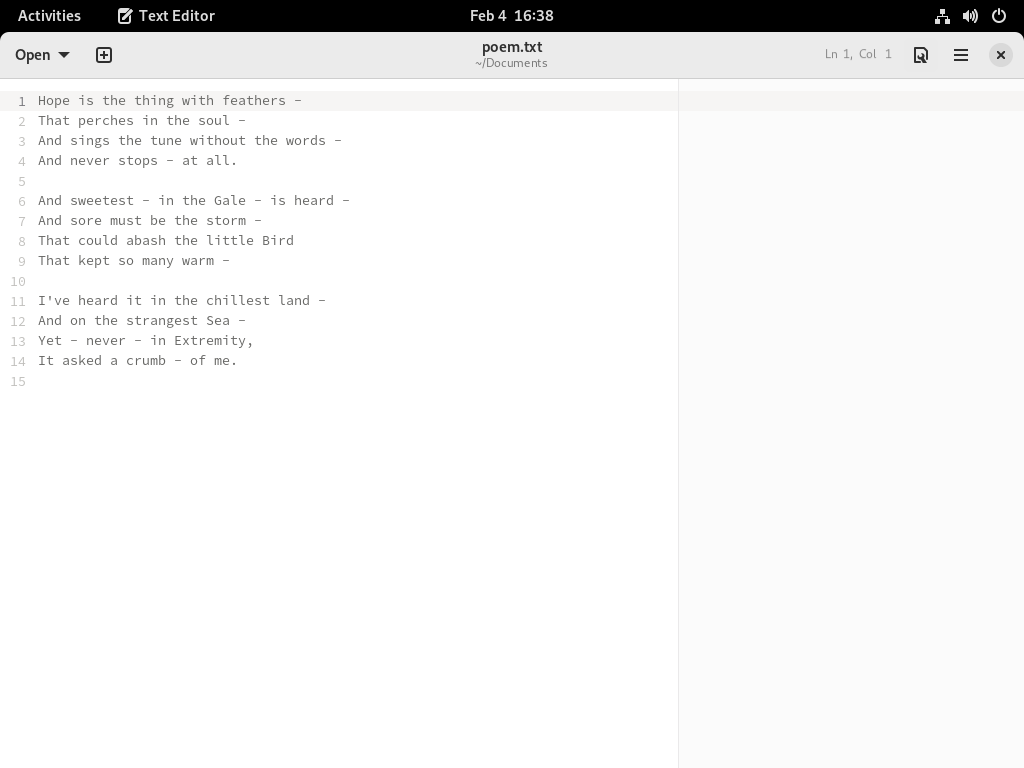 Activities Text Editor Feb 4 16:38
Open poem.txt Ln 1, Col 1
~/Documents
1 Hope is the thing with feathers –
2 That perches in the soul –
3 And sings the tune without the words –
4 And never stops – at all.
5
6 And sweetest – in the Gale – is heard –
7 And sore must be the storm –
8 That could abash the little Bird
9 That kept so many warm –
10
11 I've heard it in the chillest land –
12 And on the strangest Sea –
13 Yet – never – in Extremity,
14 It asked a crumb – of me.
15